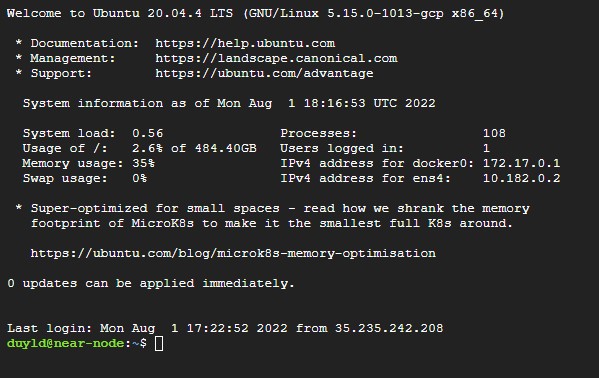 Welcome to Ubuntu 20.04.4 LTS (GNU/Linux 5.15.0-1013-gcp x86_64)
* Documentation:  https://help.ubuntu.com
* Management:     https://landscape.canonical.com
* Support:        https://ubuntu.com/advantage
System information as of Mon Aug  1 18:16:53 UTC 2022
System load:  0.56               Processes:                108
Usage of /:   2.6% of 484.40GB   Users logged in:          1
Memory usage: 35%                IPv4 address for docker0: 172.17.0.1
Swap usage:   0%                 IPv4 address for ens4:    10.182.0.2
* Super-optimized for small spaces - read how we shrank the memory
footprint of MicroK8s to make it the smallest full K8s around.
https://ubuntu.com/blog/microk8s-memory-optimisation
0 updates can be applied immediately.
Last login: Mon Aug  1 17:22:52 2022 from 35.235.242.208
duyld@near-node:~$